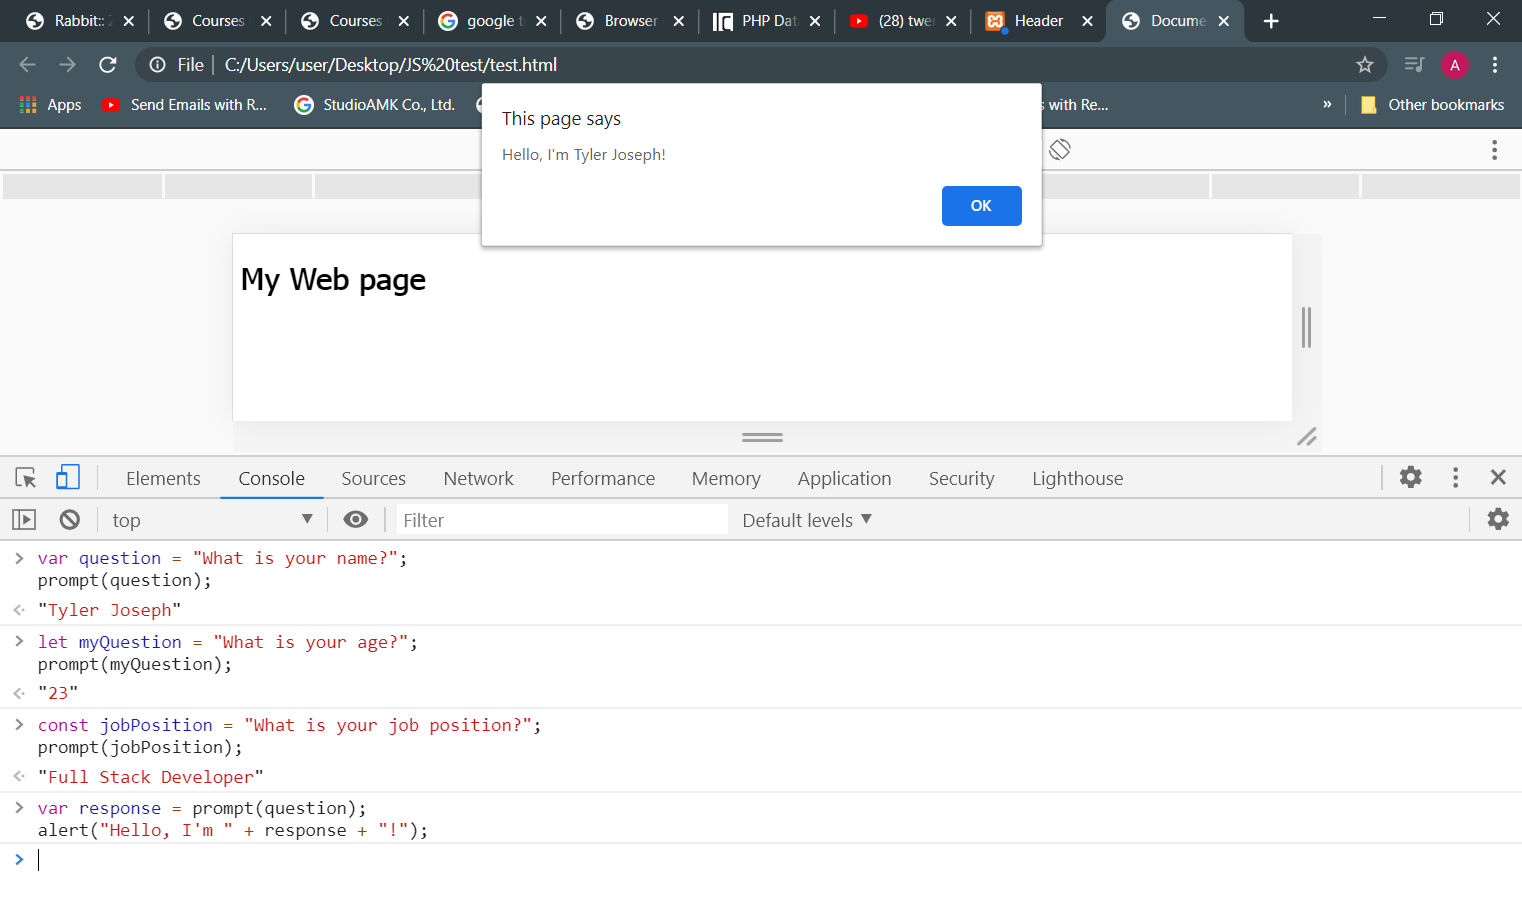 Rabbit::
Courses
Courses
google t
Browser
PHP Dat
(28) twe
Header
Docume
File
C:/Users/user/Desktop/JS%20test/test.html
A
Apps
Send Emails with R...
StudioAMK Co., Ltd.
s with Re...
»
Other bookmarks
This page says
Hello, I'm Tyler Joseph!
OK
My Web page
Elements Console Sources Network Performance Memory Application Security Lighthouse
top
Filter
Default levels
> var question = "What is your name?";
prompt(question);
"Tyler Joseph"
> let myQuestion = "What is your age?";
prompt(myQuestion);
"23"
> const jobPosition = "What is your job position?";
prompt(jobPosition);
"Full Stack Developer"
> var response = prompt(question);
alert("Hello, I'm " + response + "!");
>